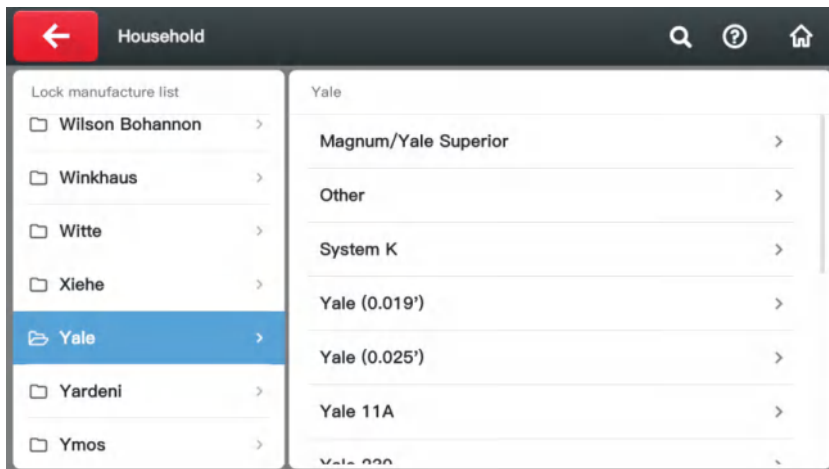 Household
Lock manufacture list
Wilson Bohannon
Winkhaus
Witte
Xiehe
Yale
Yardeni
Ymos
Yale
Magnum/Yale Superior
Other
System K
Yale (0.019’)
Yale (0.025’)
Yale 11A
Yale